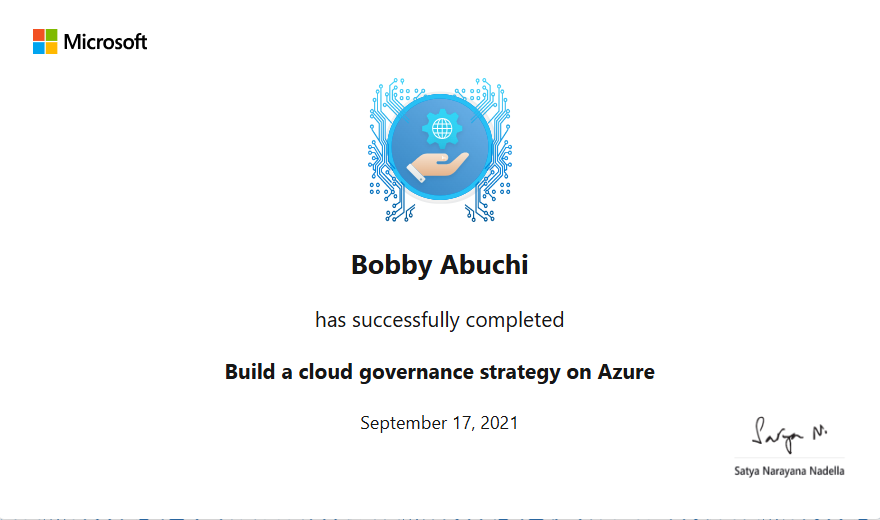 Microsoft
Bobby Abuchi
has successfully completed
Build a cloud governance strategy on Azure
September 17, 2021
Satya N.
Satya Narayana Nadella